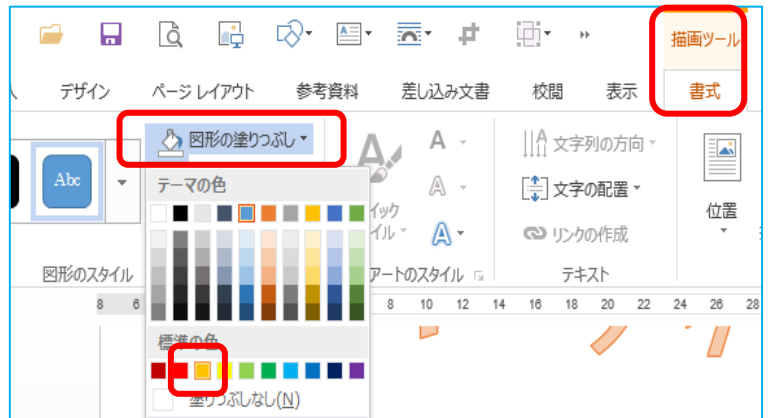 描画ツール
デザイン ページ レイアウト 参考資料 差し込み文書 校閲 表示 書式
図形の塗りつぶし
A A 文字列の方向
Abc テーマの色 文字の配置
イック 位置
イル A リンクの作成
図形のスタイル アートのスタイル テキスト
8 6 8 10 12 14 16 18 20 22 24 26 28
標準の色
塗りつぶしなし(N)